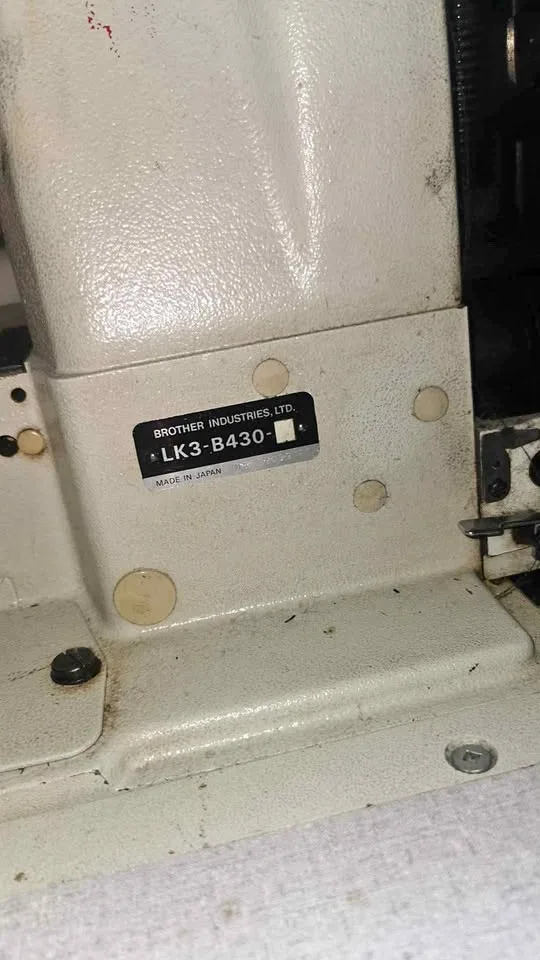 BROTHER INDUSTRIES, LTD.
LK3-B430-
MADE IN JAPAN